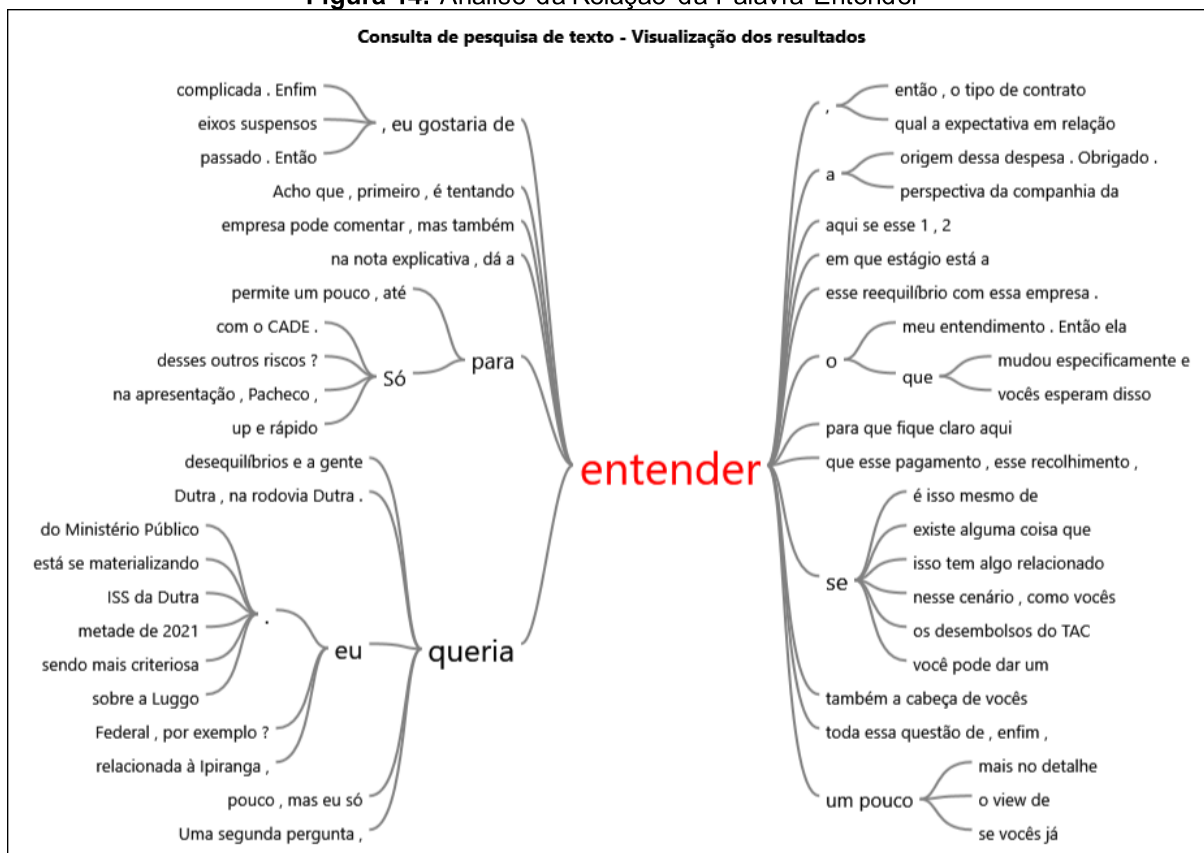 Figura 14: Análise da Relação da Palavra Entender
Consulta de pesquisa de texto - Visualização dos resultados
complicada . Enfim
eixos suspensos
passado . Então
, eu gostaria de
Acho que , primeiro , é tentando
empresa pode comentar , mas também
na nota explicativa , dá a
permite um pouco , até
com o CADE .
desses outros riscos ?
na apresentação , Pacheco ,
up e rápido
Só
para
desequilíbrios e a gente
Dutra , na rodovia Dutra .
do Ministério Público
está se materializando
ISS da Dutra
metade de 2021
sendo mais criteriosa
sobre a Luggo
.
Federal , por exemplo ?
relacionada à Ipiranga ,
eu
queria
pouco , mas eu só
Uma segunda pergunta ,
entender
,
então , o tipo de contrato
qual a expectativa em relação
a
origem dessa despesa . Obrigado .
perspectiva da companhia da
aqui se esse 1 , 2
em que estágio está a
esse reequilíbrio com essa empresa .
o
meu entendimento . Então ela
que
mudou especificamente e
vocês esperam disso
para que fique claro aqui
que esse pagamento , esse recolhimento ,
se
é isso mesmo de
existe alguma coisa que
isso tem algo relacionado
nesse cenário , como vocês
os desembolsos do TAC
você pode dar um
também a cabeça de vocês
toda essa questão de , enfim ,
um pouco
mais no detalhe
o view de
se vocês já